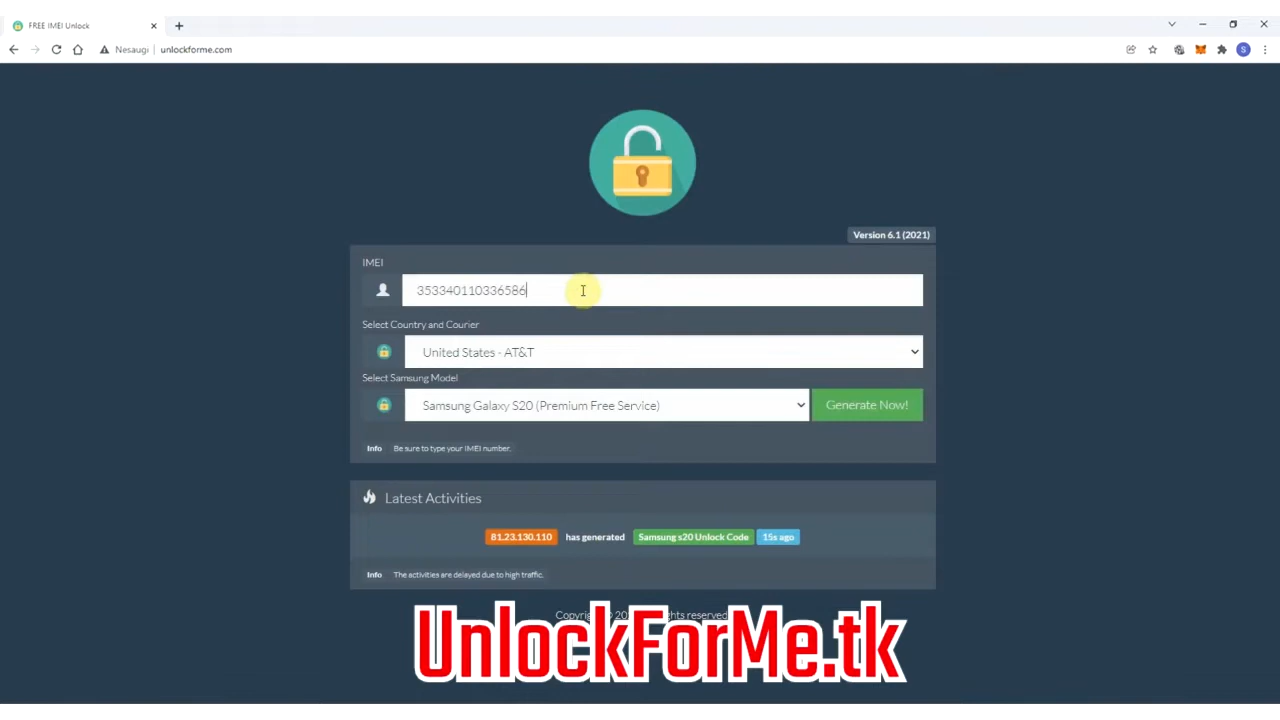 FREE IMEI Unlock
Nesaugi unlockforme.com
S
Version 6.1 (2021)
IMEI
353340110336586
Select Country and Courier
United States - AT&T
Select Samsung Model
Samsung Galaxy S20 (Premium Free Service)
Generate Now!
Info Be sure to type your IMEI number.
Latest Activities
81.23.130.110 has generated Samsung s20 Unlock Code 15s ago
Info The activities are delayed due to high traffic.
rights reserved
UnlockForMe.tk